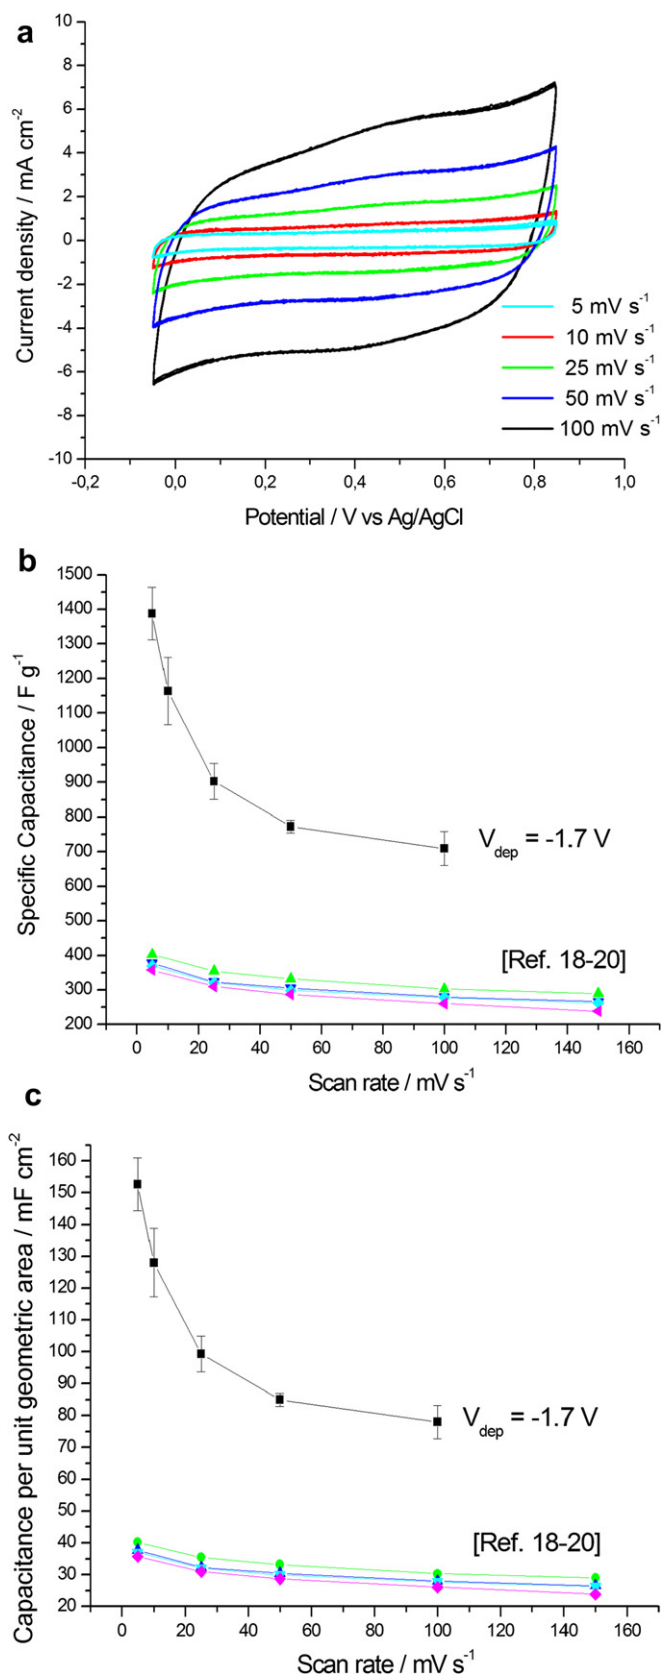 a
10
8
6
4
2
0
-2
-4
-6
-8
-10
Current density / mA cm-2
5 mV s-1
10 mV s-1
25 mV s-1
50 mV s-1
100 mV s-1
-0,2 0,0 0,2 0,4 0,6 0,8 1,0
Potential / V vs Ag/AgCl
b
1500
1400
1300
1200
1100
1000
900
800
700
600
500
400
300
200
Specific Capacitance / F g-1
Vdep = -1.7 V
[Ref. 18-20]
0 20 40 60 80 100 120 140 160
Scan rate / mV s-1
c
160
150
140
130
120
110
100
90
80
70
60
50
40
30
20
Capacitance per unit geometric area / mF cm-2
Vdep = -1.7 V
[Ref. 18-20]
0 20 40 60 80 100 120 140 160
Scan rate / mV s-1